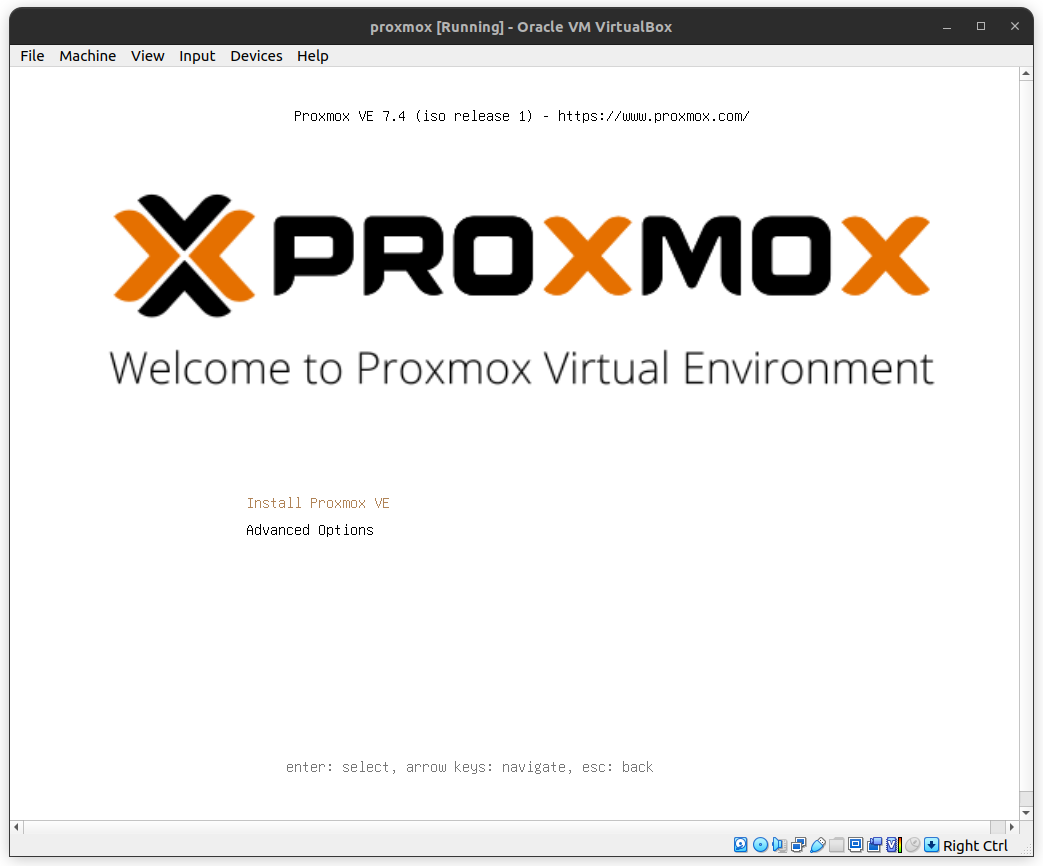 proxmox [Running] - Oracle VM VirtualBox
File Machine View Input Devices Help
Proxmox VE 7.4 (iso release 1) - https://www.proxmox.com/
PROXMOX
Welcome to Proxmox Virtual Environment
Install Proxmox VE
Advanced Options
enter: select, arrow keys: navigate, esc: back
Right Ctrl